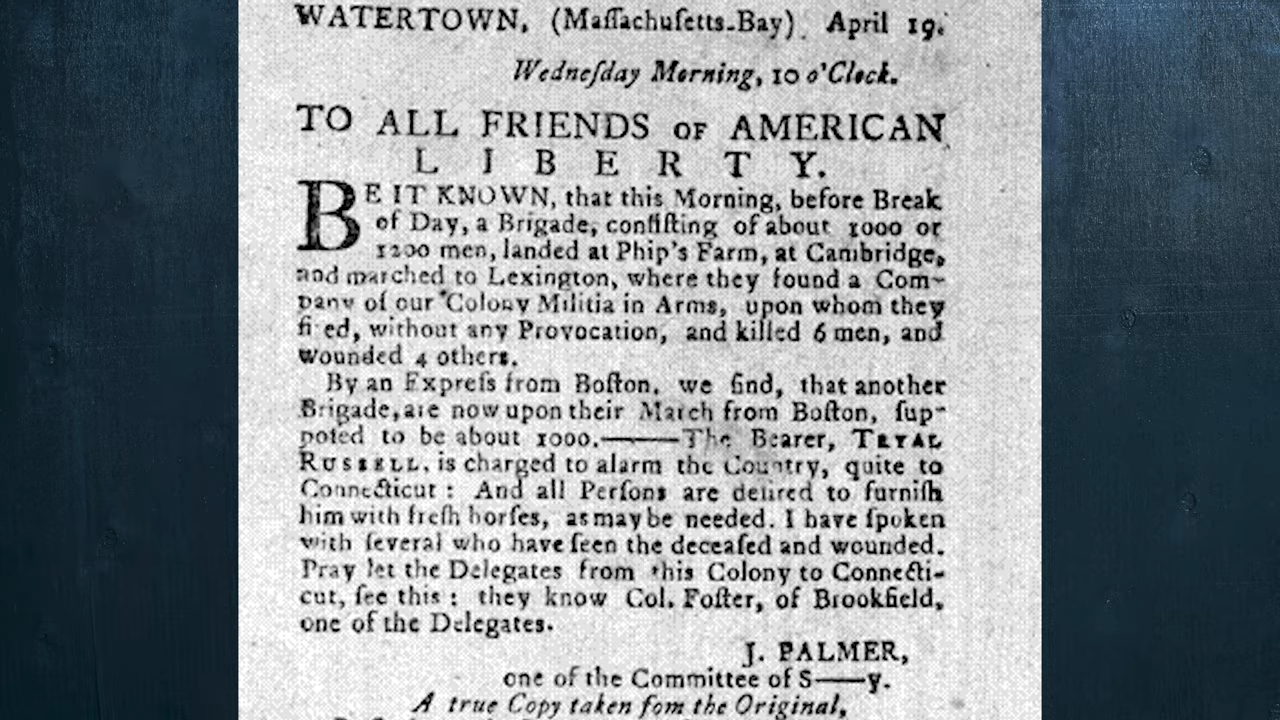 WATERTOWN, (Maſſachuſetts-Bay) April 19.
Wedneſday Morning, 10 o'Clock.
TO ALL FRIENDS OF AMERICAN
LIBERTY.
BE IT KNOWN, that this Morning, before Break
of Day, a Brigade, conſiſting of about 1000 or
1200 men, landed at Phip's Farm, at Cambridge,
and marched to Lexington, where they found a Com-
pany of our Colony Militia in Arms, upon whom they
fi ed, without any Provocation, and killed 6 men, and
wounded 4 others.
By an Expreſs from Boſton, we find, that another
Brigade, are now upon their March from Boſton, ſup-
poſed to be about 1000.——The Bearer, TRYAL
RUSSELL, is charged to alarm the Country, quite to
Connecticut: And all Perſons are deſired to furniſh
him with freſh horſes, as may be needed. I have ſpoken
with ſeveral who have ſeen the deceaſed and wounded.
Pray let the Delegates from this Colony to Connecti-
cut, ſee this: they know Col. Foſter, of Brookfield,
one of the Delegates.
J. PALMER,
one of the Committee of S——y.
A true Copy taken fom the Original,